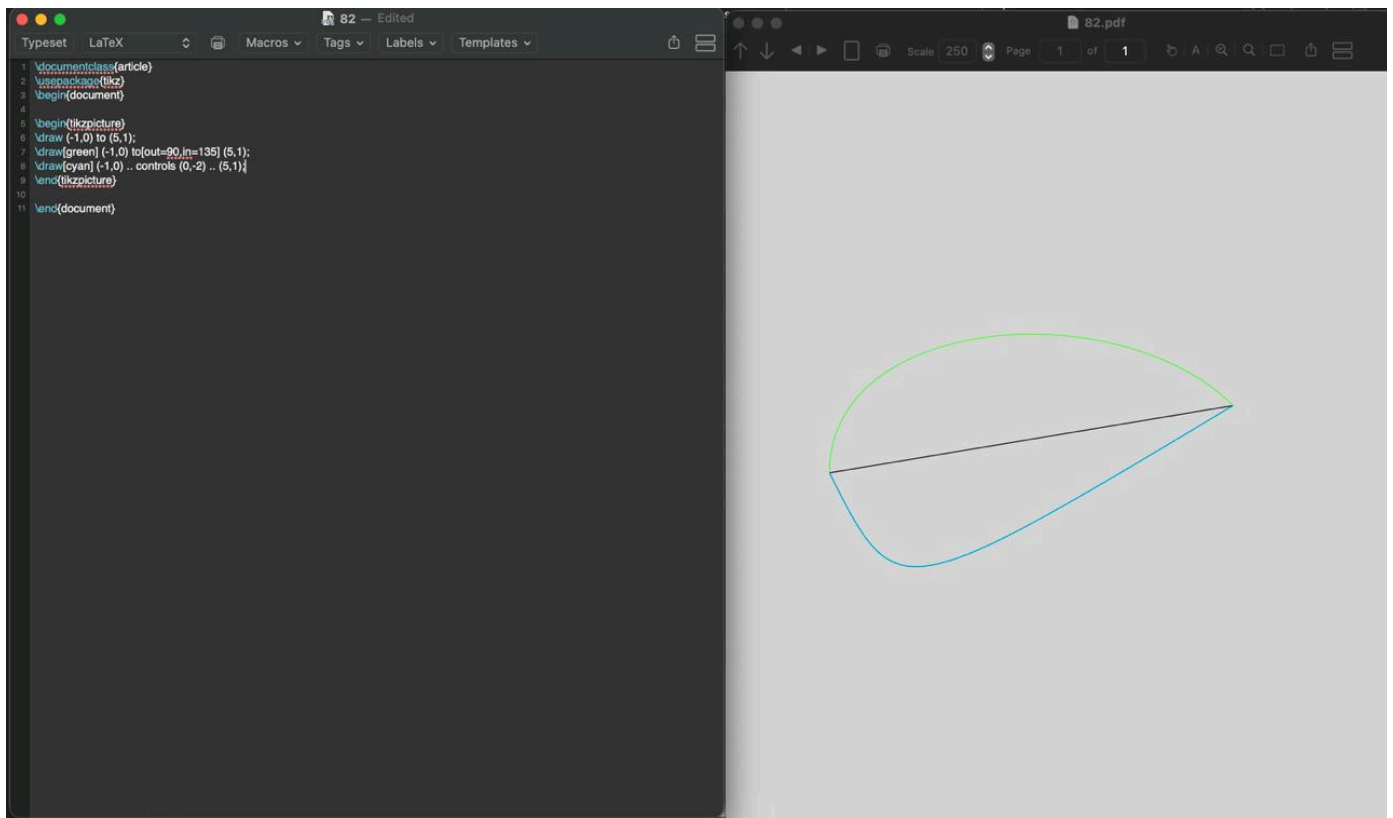 82 — Edited
Typeset LaTeX Macros Tags Labels Templates
1 \documentclass{article}
2 \usepackage{tikz}
3 \begin{document}
4
5 \begin{tikzpicture}
6 \draw (-1,0) to (5,1);
7 \draw[green] (-1,0) to[out=90,in=135] (5,1);
8 \draw[cyan] (-1,0) .. controls (0,-2) .. (5,1);
9 \end{tikzpicture}
10
11 \end{document}
82.pdf
Scale 250 Page 1 of 1 A